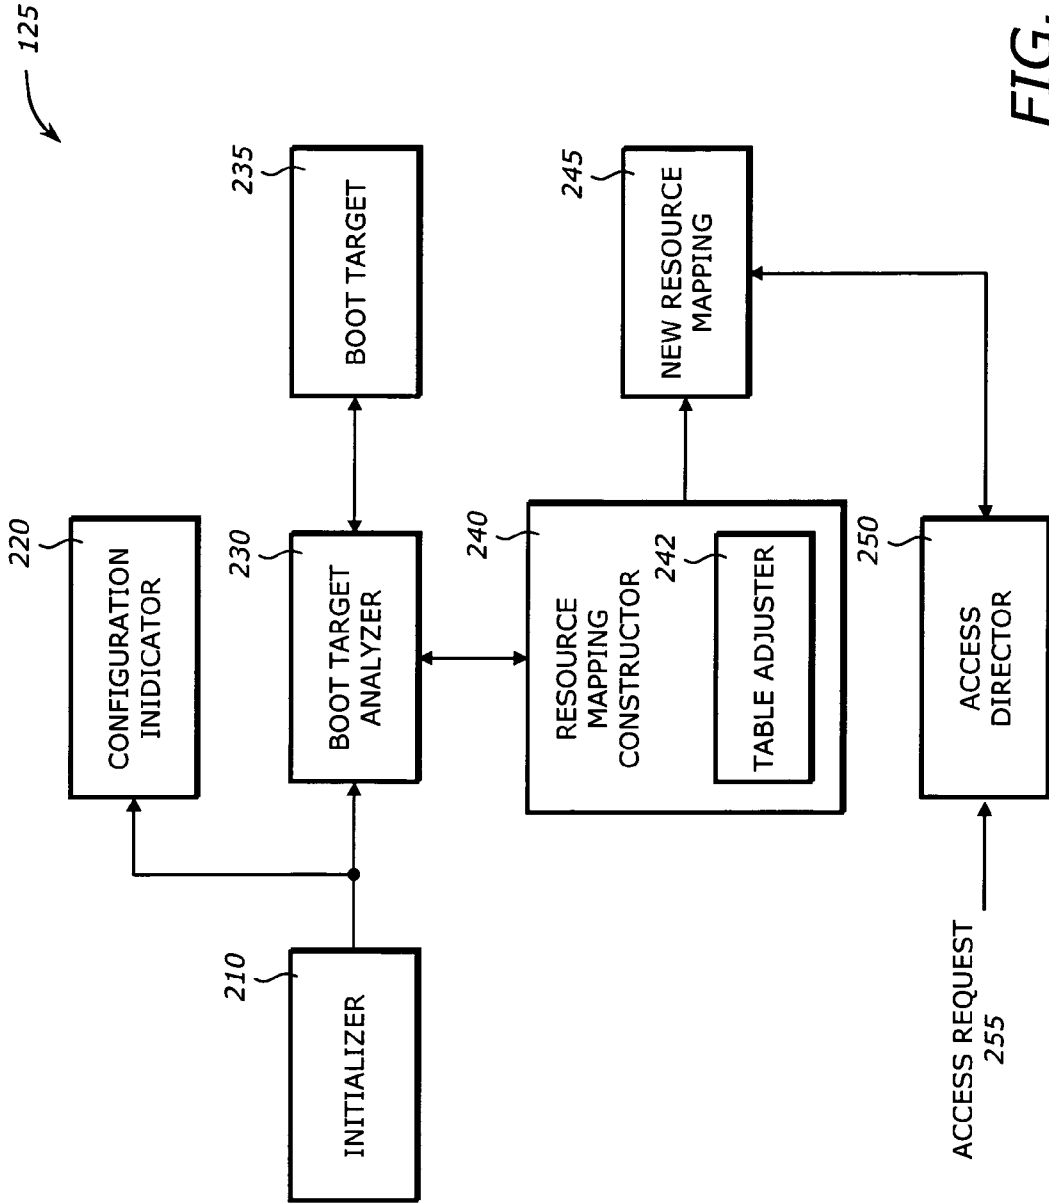 125
220
CONFIGURATION
INIDICATOR
210
INITIALIZER
230
BOOT TARGET
ANALYZER
235
BOOT TARGET
240
RESOURCE
MAPPING
CONSTRUCTOR
242
TABLE ADJUSTER
245
NEW RESOURCE
MAPPING
250
ACCESS
DIRECTOR
ACCESS REQUEST
255
FIG.